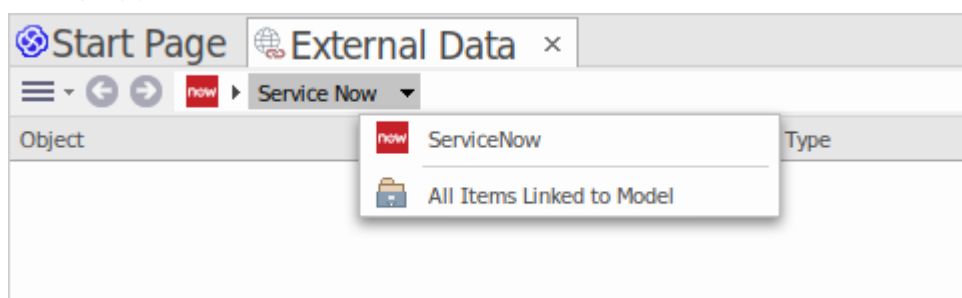 Start Page External Data ×
now Service Now
Object Type
now ServiceNow
All Items Linked to Model